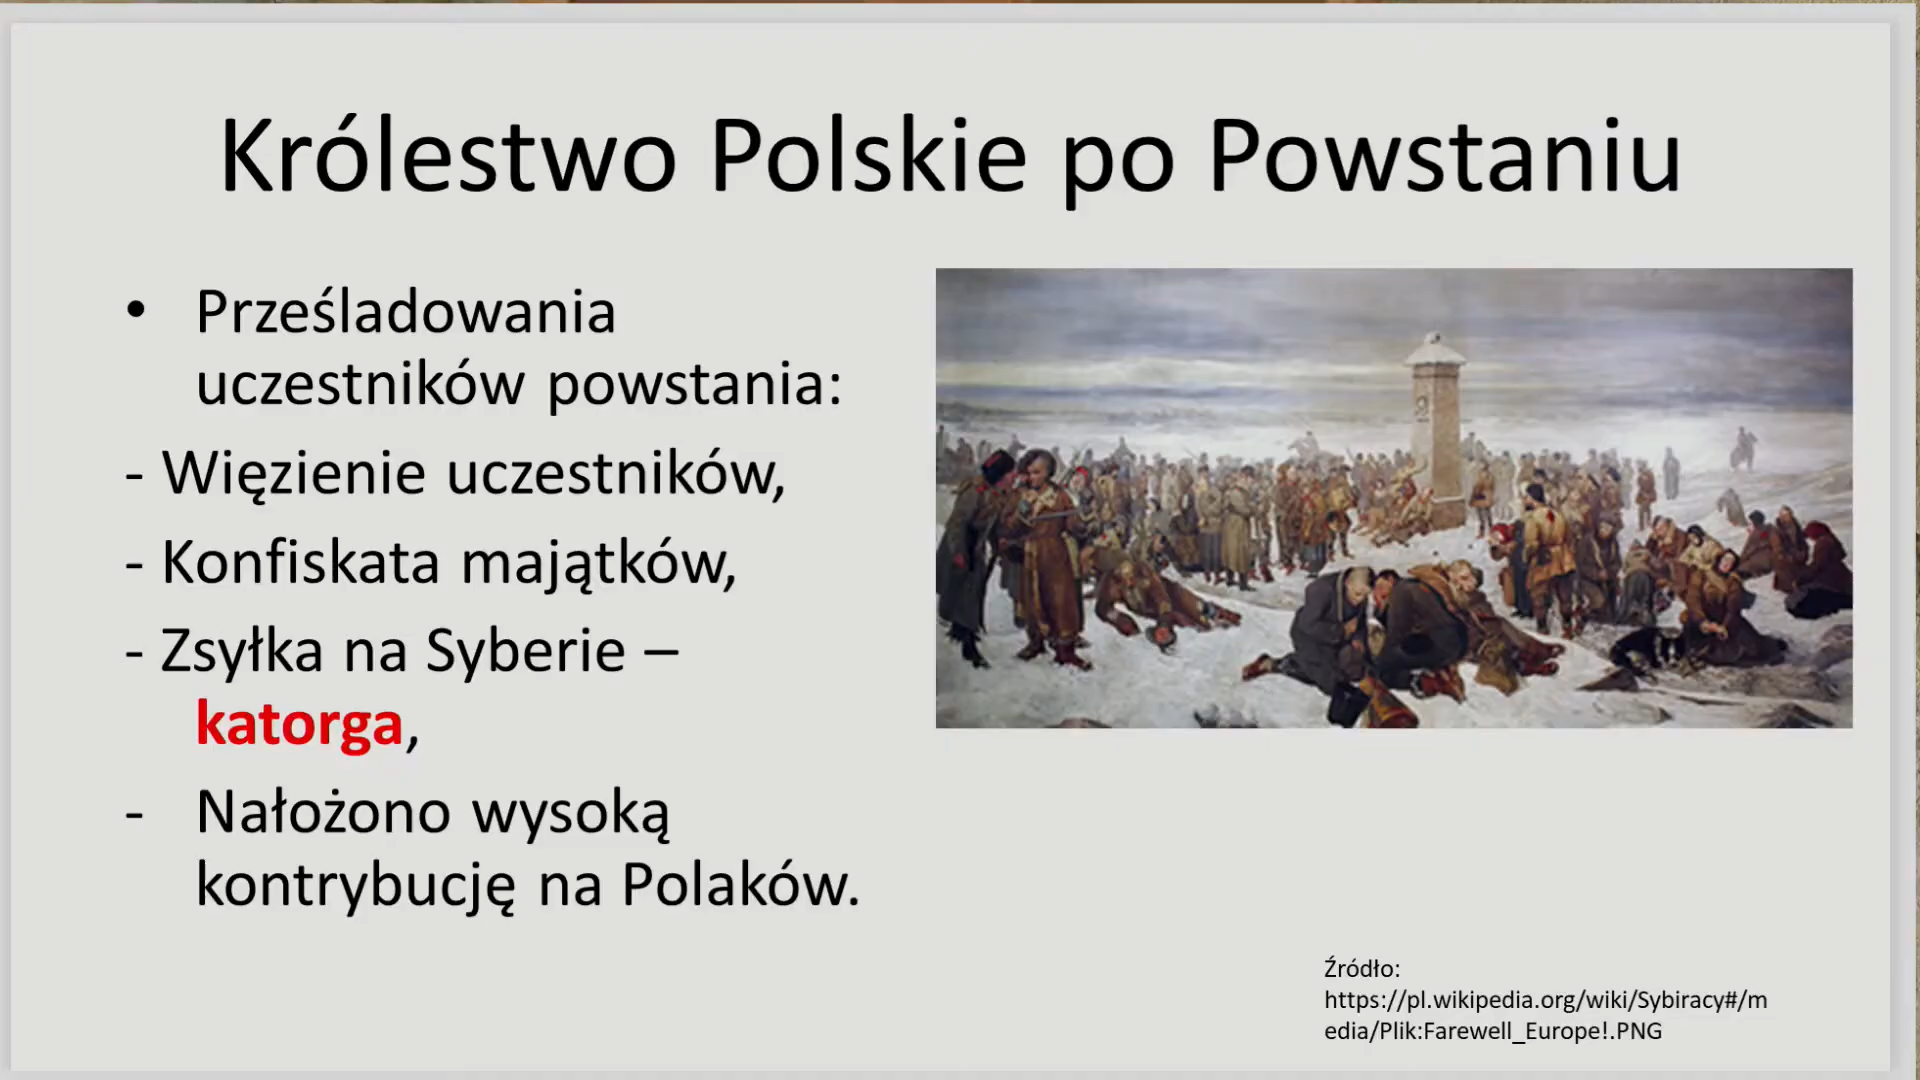 Królestwo Polskie po Powstaniu
• Prześladowania
uczestników powstania:
- Więzienie uczestników,
- Konfiskata majątków,
- Zsyłka na Syberie –
katorga,
- Nałożono wysoką
kontrybucję na Polaków.
Źródło:
https://pl.wikipedia.org/wiki/Sybiracy#/m
edia/Plik:Farewell_Europe!.PNG